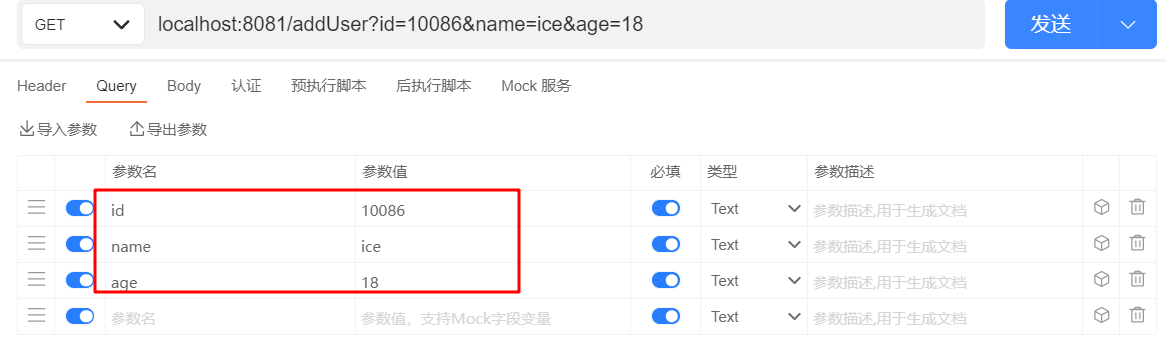 GET localhost:8081/addUser?id=10086&name=ice&age=18 发送
Header Query Body 认证 预执行脚本 后执行脚本 Mock 服务
导入参数 导出参数
参数名 参数值 必填 类型 参数描述
id 10086 Text 参数描述,用于生成文档
name ice Text 参数描述,用于生成文档
age 18 Text 参数描述,用于生成文档
参数名 参数值，支持Mock字段变量 Text 参数描述,用于生成文档